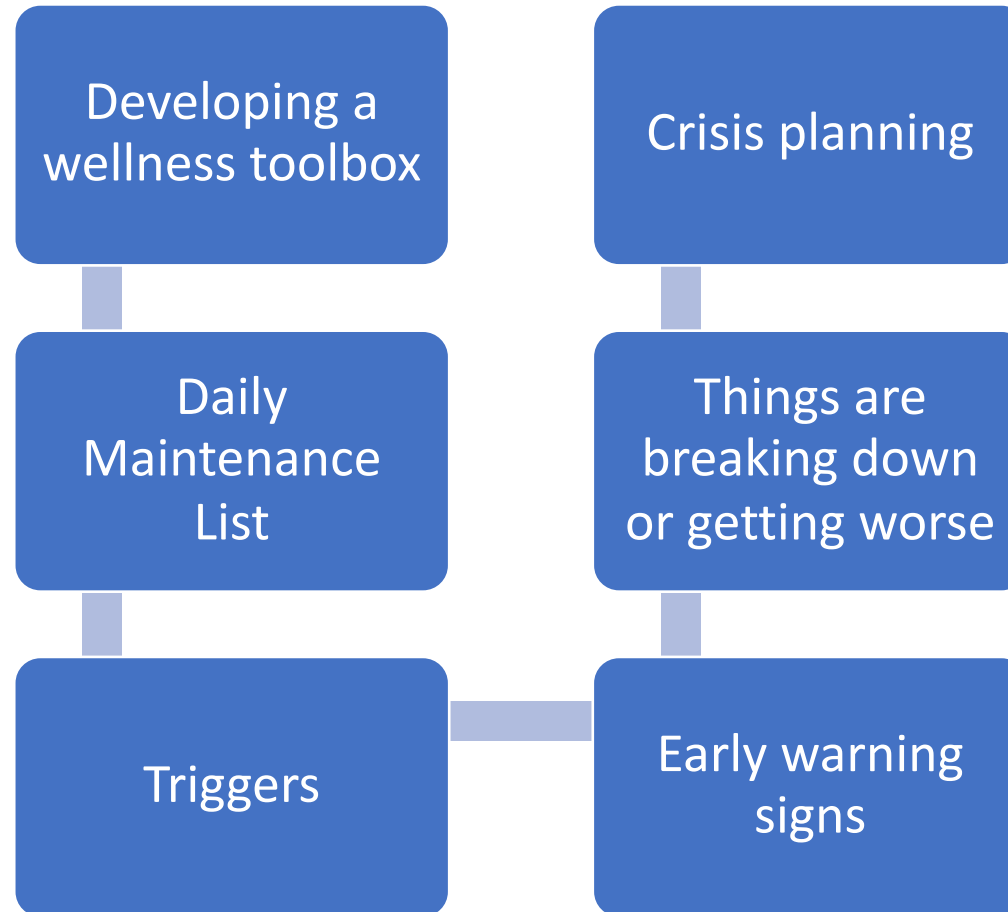 Developing a
wellness toolbox
Daily
Maintenance
List
Triggers
Early warning
signs
Things are
breaking down
or getting worse
Crisis planning